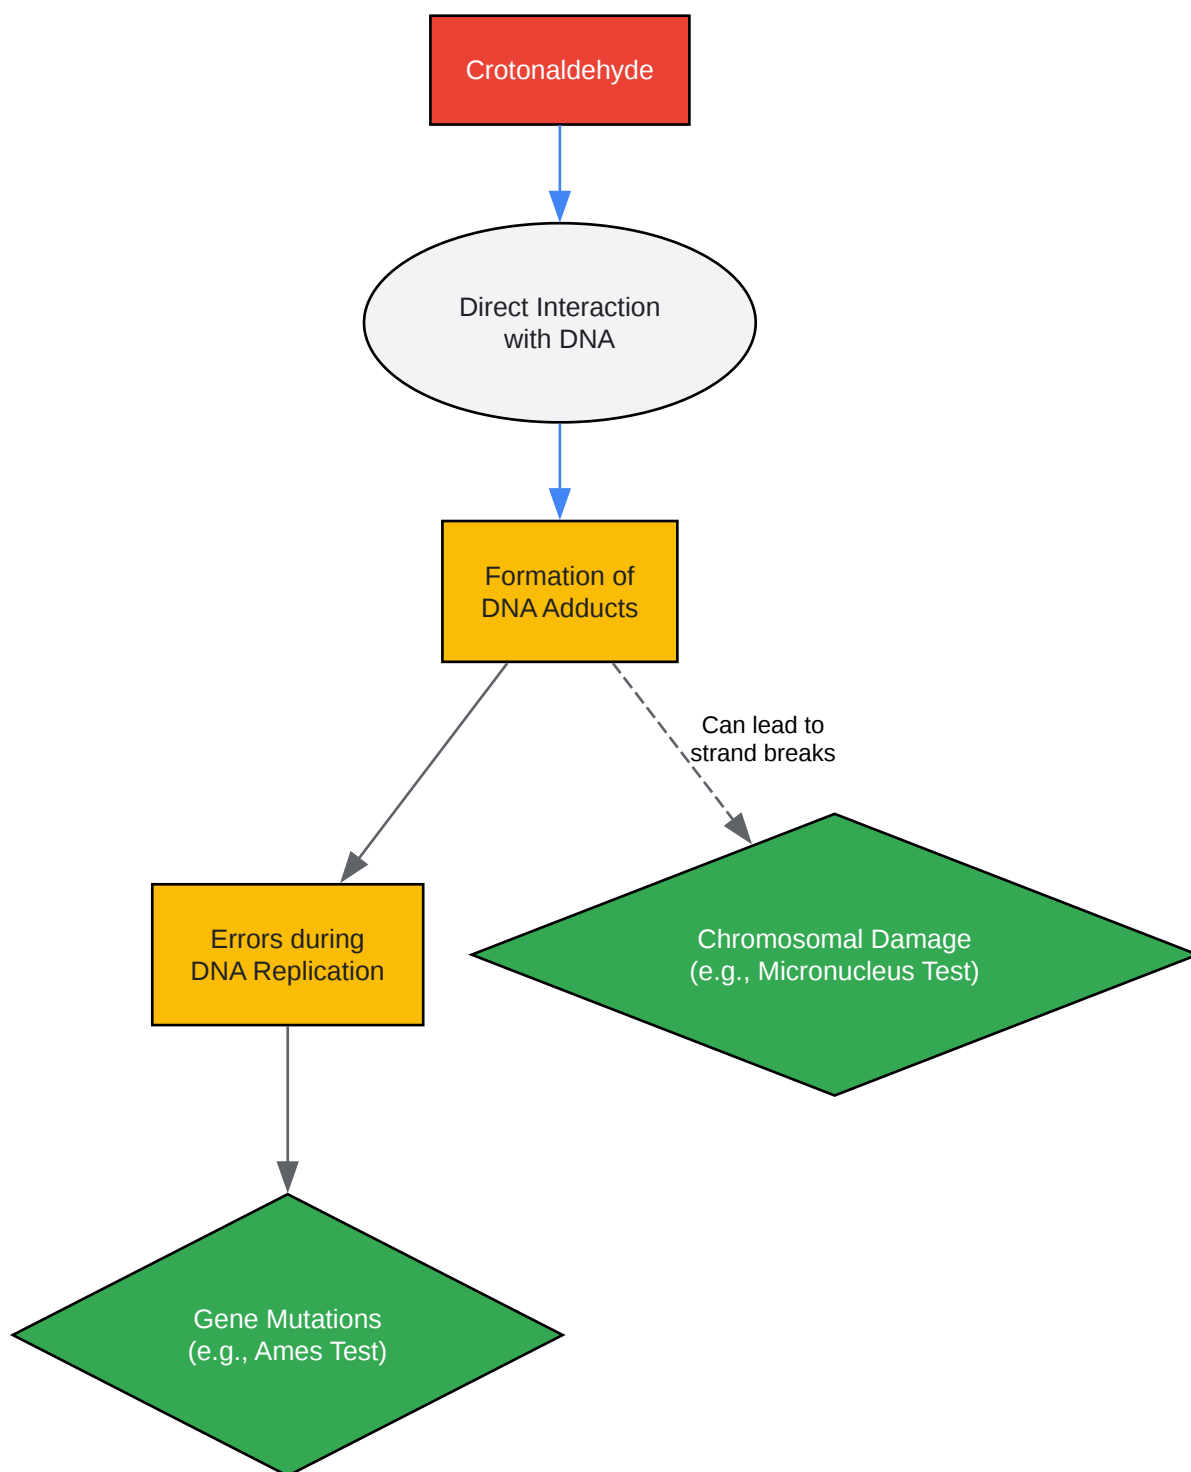 Crotonaldehyde
Direct Interaction
with DNA
Formation of
DNA Adducts
Can lead to
strand breaks
Errors during
DNA Replication
Chromosomal Damage
(e.g., Micronucleus Test)
Gene Mutations
(e.g., Ames Test)